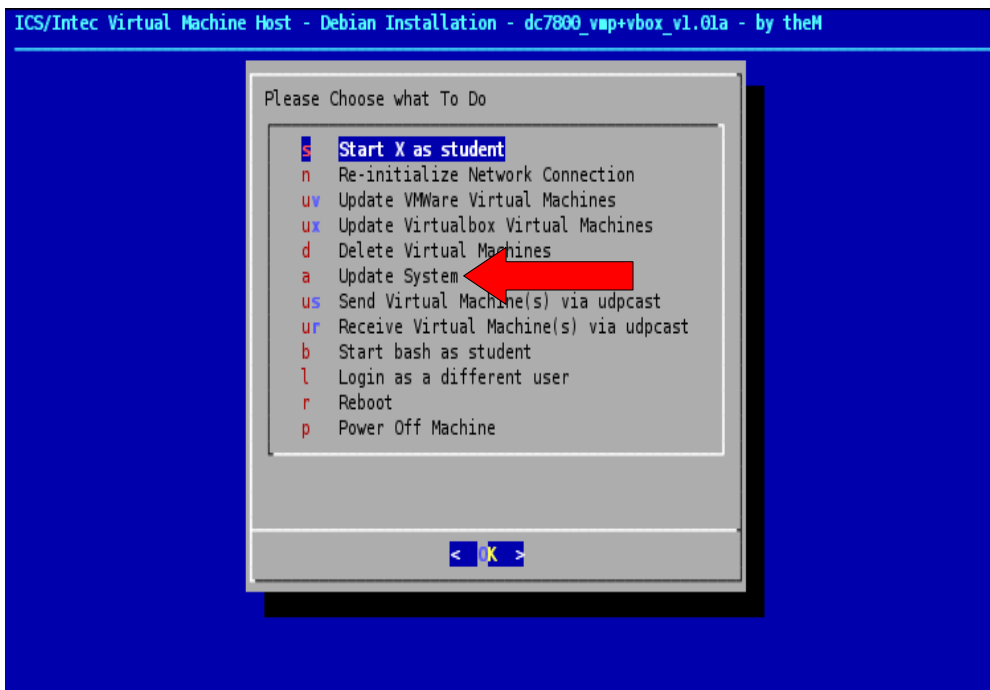 ICS/Intec Virtual Machine Host - Debian Installation - dc7800_vmp+vbox_v1.01a - by theM
Please Choose what To Do
s Start X as student
n Re-initialize Network Connection
uv Update VMWare Virtual Machines
ux Update Virtualbox Virtual Machines
d Delete Virtual Machines
a Update System
us Send Virtual Machine(s) via udpcast
ur Receive Virtual Machine(s) via udpcast
b Start bash as student
l Login as a different user
r Reboot
p Power Off Machine
< OK >